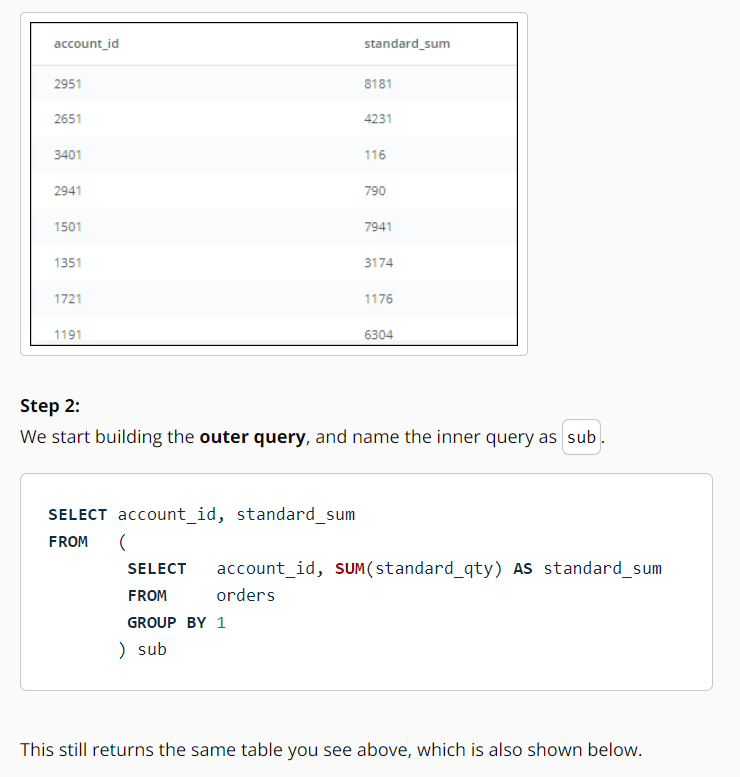 account_id standard_sum
2951 8181
2651 4231
3401 116
2941 790
1501 7941
1351 3174
1721 1176
1191 6304
Step 2:
We start building the outer query, and name the inner query as sub.
SELECT account_id, standard_sum
FROM (
SELECT account_id, SUM(standard_qty) AS standard_sum
FROM orders
GROUP BY 1
) sub
This still returns the same table you see above, which is also shown below.